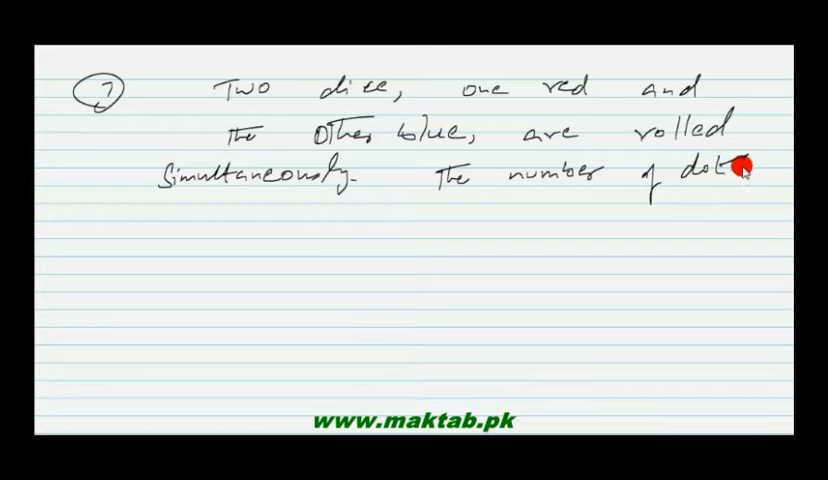 7 Two dice, one red and
the other blue, are rolled
simultaneously. The number of dots
www.maktab.pk